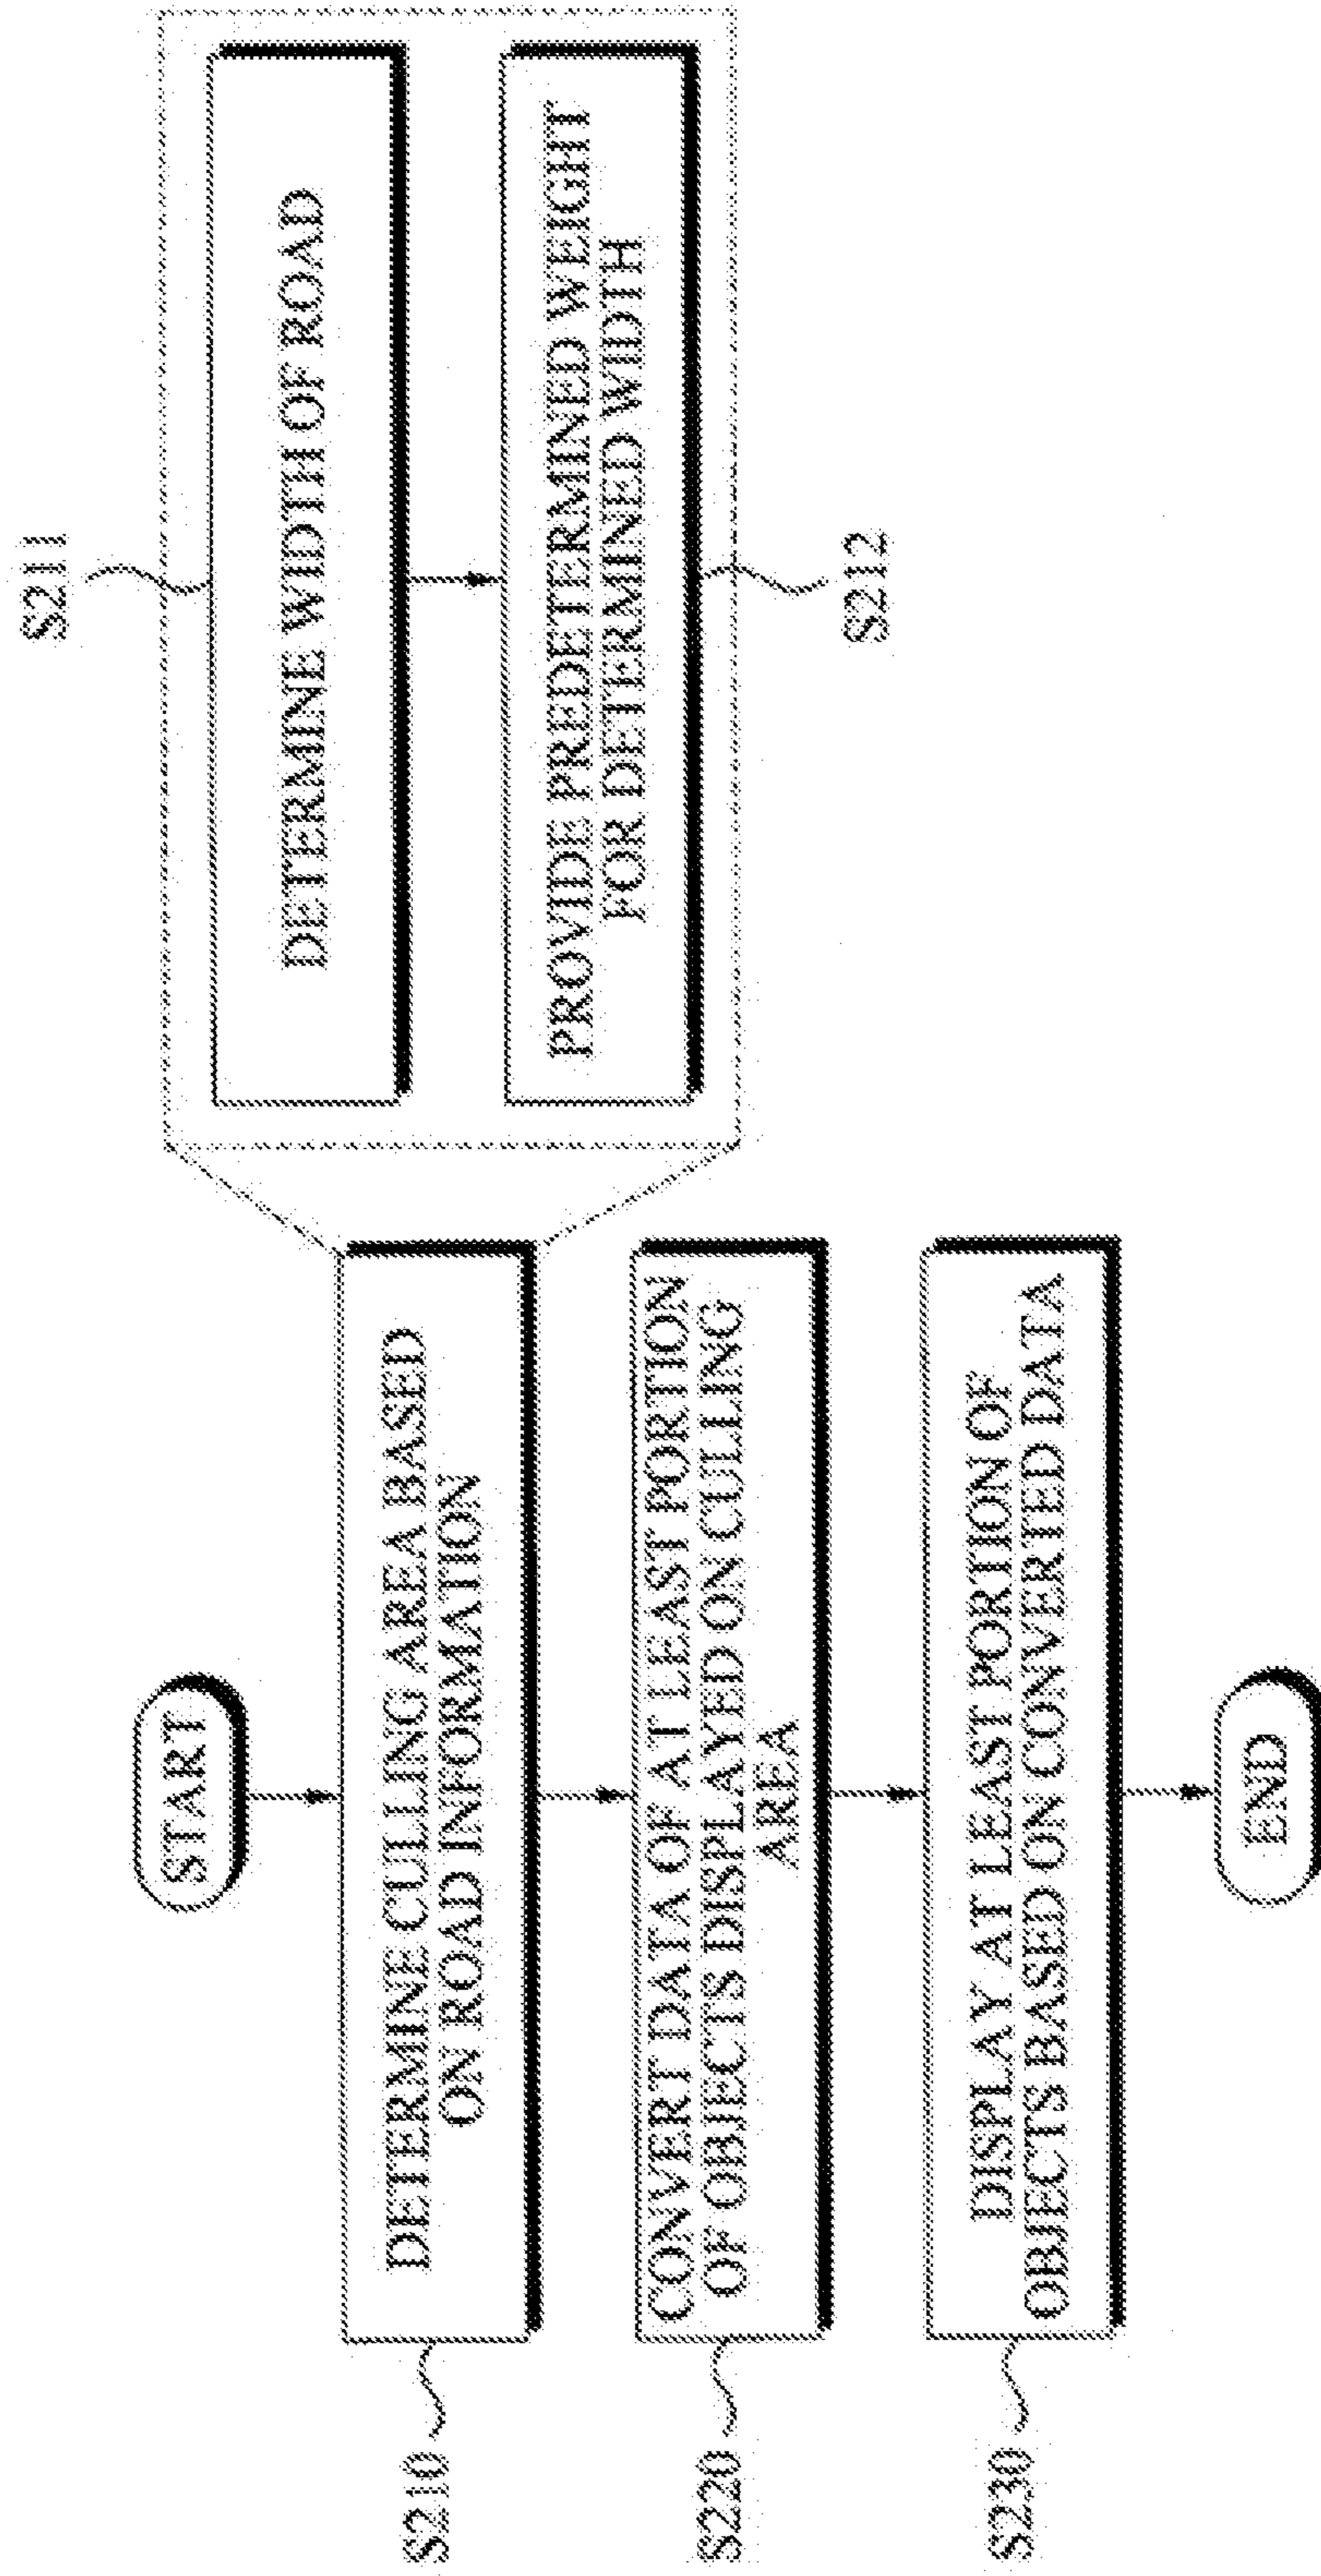 START
S210
DETERMINE CULLING AREA BASED
ON ROAD INFORMATION
S211
DETERMINE WIDTH OF ROAD
PROVIDE PREDETERMINED WEIGHT
FOR DETERMINED WIDTH
S212
S220
CONVERT DATA OF AT LEAST PORTION
OF OBJECTS DISPLAYED ON CULLING
AREA
S230
DISPLAY AT LEAST PORTION OF
OBJECTS BASED ON CONVERTED DATA
END